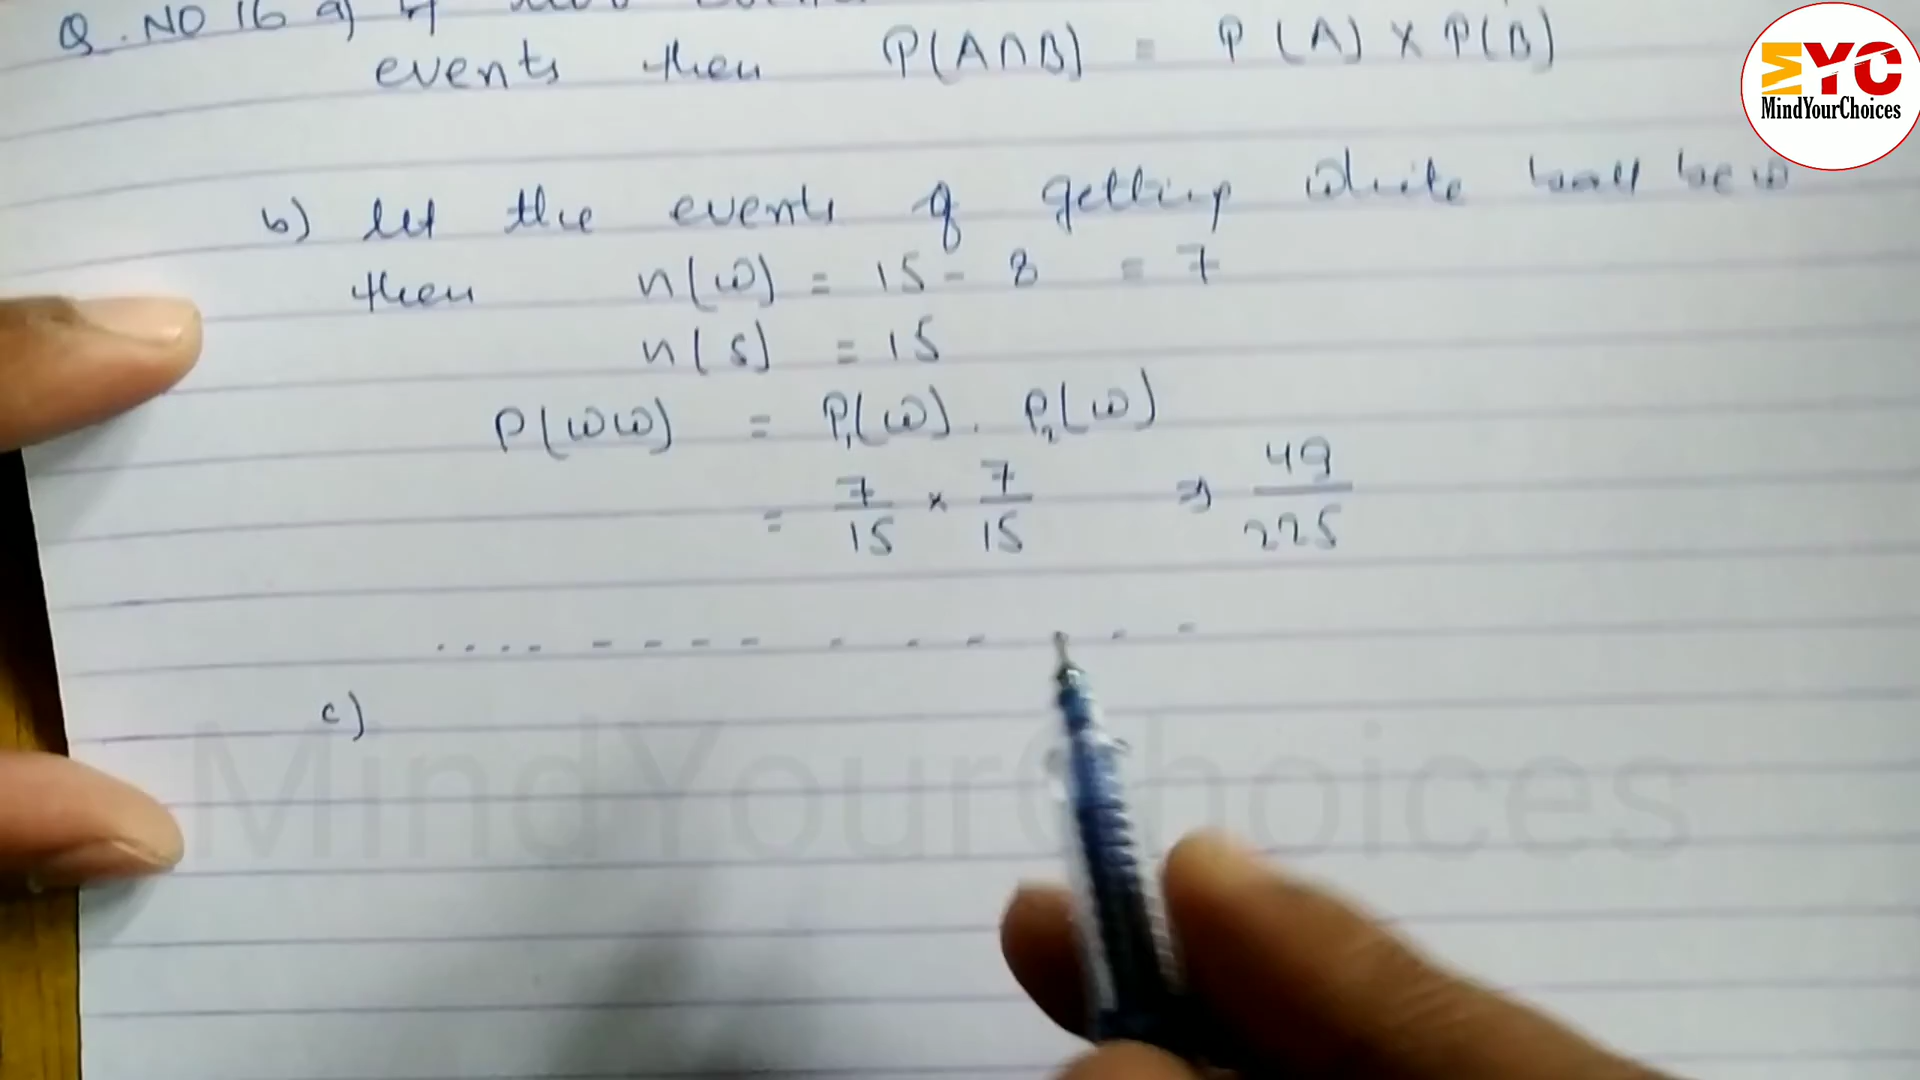 Q. NO 16 a) If
events then P(A∩B) = P(A) × P(B)
MYC
MindYourChoices
b) let the events of getting white ball be w
then n(w) = 15 - 8 = 7
n(s) = 15
P(ww) = P₁(w) . P₂(w)
= 7/15 × 7/15 ⇒ 49/225
c)
MindYourChoices